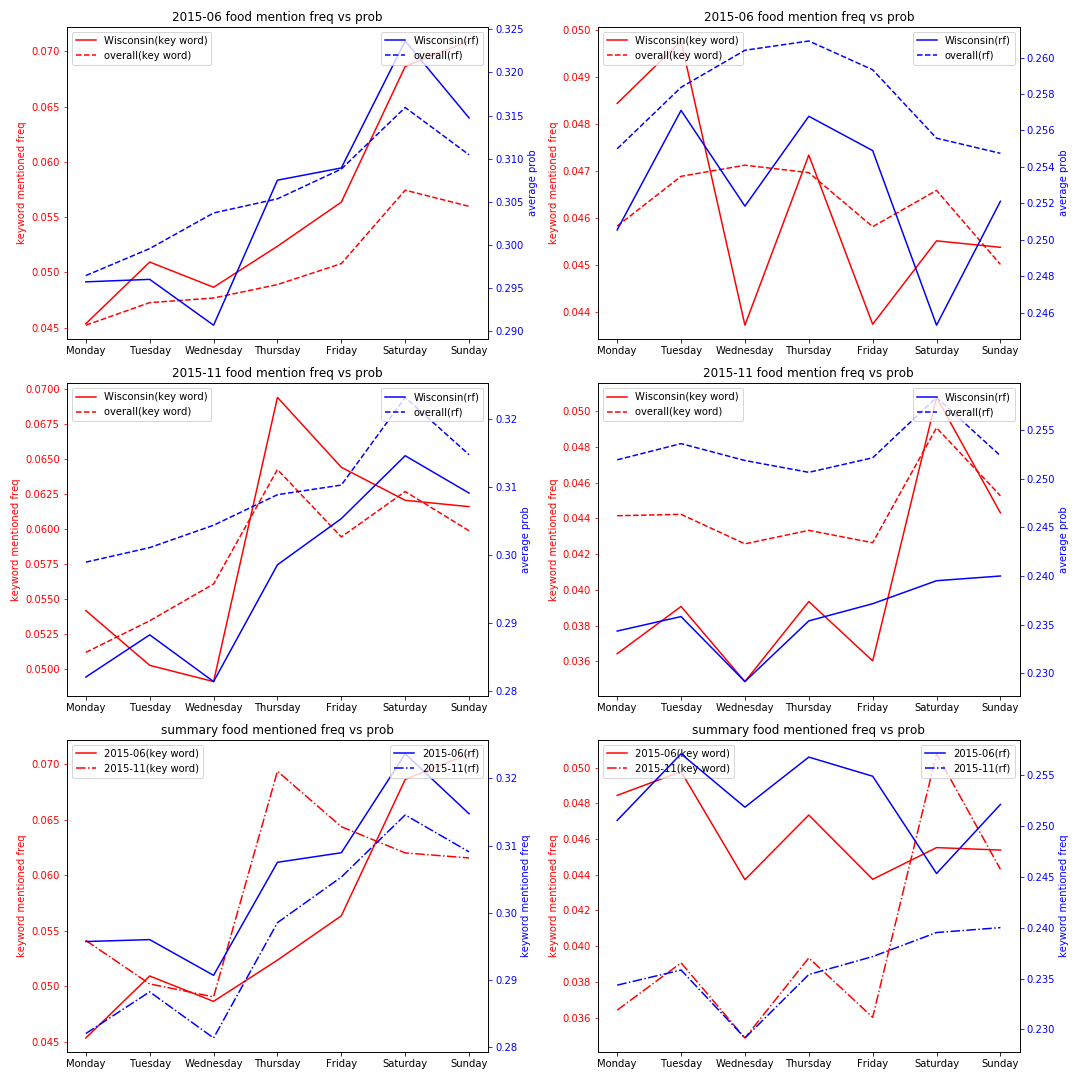 2015-06 food mention freq vs prob
Wisconsin(key word)
overall(key word)
Wisconsin(rf)
overall(rf)
keyword mentioned freq
0.070
0.065
0.060
0.055
0.050
0.045
0.325
0.320
0.315
0.310
0.305
0.300
0.295
0.290
average prob
Monday Tuesday Wednesday Thursday Friday Saturday Sunday
2015-06 food mention freq vs prob
Wisconsin(key word)
overall(key word)
Wisconsin(rf)
overall(rf)
keyword mentioned freq
0.050
0.049
0.048
0.047
0.046
0.045
0.044
0.260
0.258
0.256
0.254
0.252
0.250
0.248
0.246
average prob
Monday Tuesday Wednesday Thursday Friday Saturday Sunday
2015-11 food mention freq vs prob
Wisconsin(key word)
overall(key word)
Wisconsin(rf)
overall(rf)
keyword mentioned freq
0.0700
0.0675
0.0650
0.0625
0.0600
0.0575
0.0550
0.0525
0.0500
0.32
0.31
0.30
0.29
0.28
average prob
Monday Tuesday Wednesday Thursday Friday Saturday Sunday
2015-11 food mention freq vs prob
Wisconsin(key word)
overall(key word)
Wisconsin(rf)
overall(rf)
keyword mentioned freq
0.050
0.048
0.046
0.044
0.042
0.040
0.038
0.036
0.255
0.250
0.245
0.240
0.235
0.230
average prob
Monday Tuesday Wednesday Thursday Friday Saturday Sunday
summary food mentioned freq vs prob
2015-06(key word)
2015-11(key word)
2015-06(rf)
2015-11(rf)
keyword mentioned freq
0.070
0.065
0.060
0.055
0.050
0.045
0.32
0.31
0.30
0.29
0.28
keyword mentioned freq
Monday Tuesday Wednesday Thursday Friday Saturday Sunday
summary food mentioned freq vs prob
2015-06(key word)
2015-11(key word)
2015-06(rf)
2015-11(rf)
keyword mentioned freq
0.050
0.048
0.046
0.044
0.042
0.040
0.038
0.036
0.255
0.250
0.245
0.240
0.235
0.230
keyword mentioned freq
Monday Tuesday Wednesday Thursday Friday Saturday Sunday